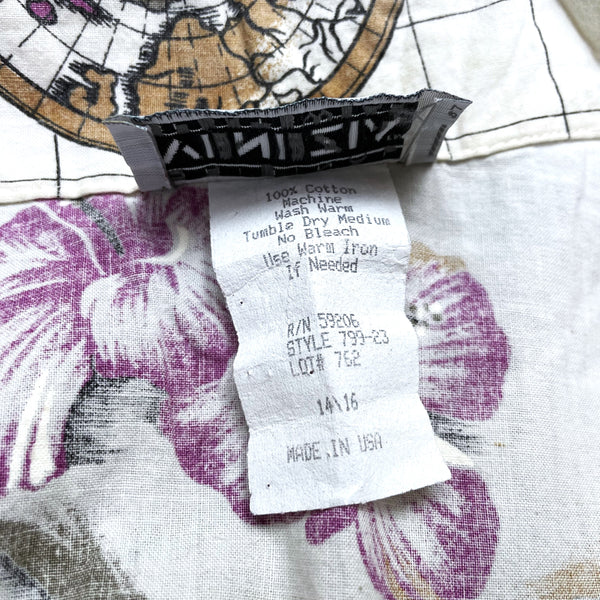 100% Cotton
Machine
Wash Warm
Tumble Dry Medium
No Bleach
Use Warm Iron
If Needed
R/N 59206
STYLE 799-23
LOT# 762
14\16
MADE IN USA